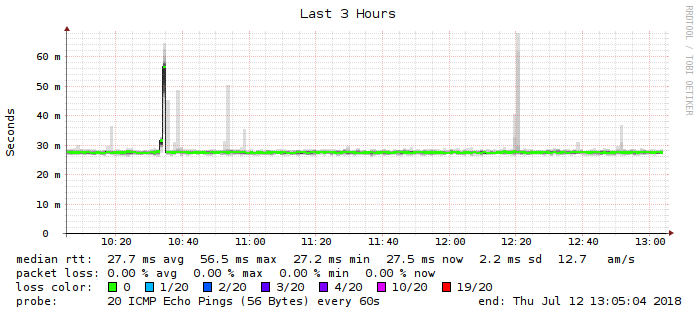 Last 3 Hours
RRDTOOL / TOBI OETIKER
Seconds
60 m
50 m
40 m
30 m
20 m
10 m
0
10:20 10:40 11:00 11:20 11:40 12:00 12:20 12:40 13:00
median rtt: 27.7 ms avg 56.5 ms max 27.2 ms min 27.5 ms now 2.2 ms sd 12.7 am/s
packet loss: 0.00 % avg 0.00 % max 0.00 % min 0.00 % now
loss color: 0 1/20 2/20 3/20 4/20 10/20 19/20
probe: 20 ICMP Echo Pings (56 Bytes) every 60s end: Thu Jul 12 13:05:04 2018